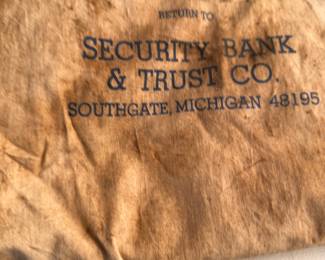 RETURN TO
SECURITY BANK
& TRUST CO.
SOUTHGATE, MICHIGAN 48195